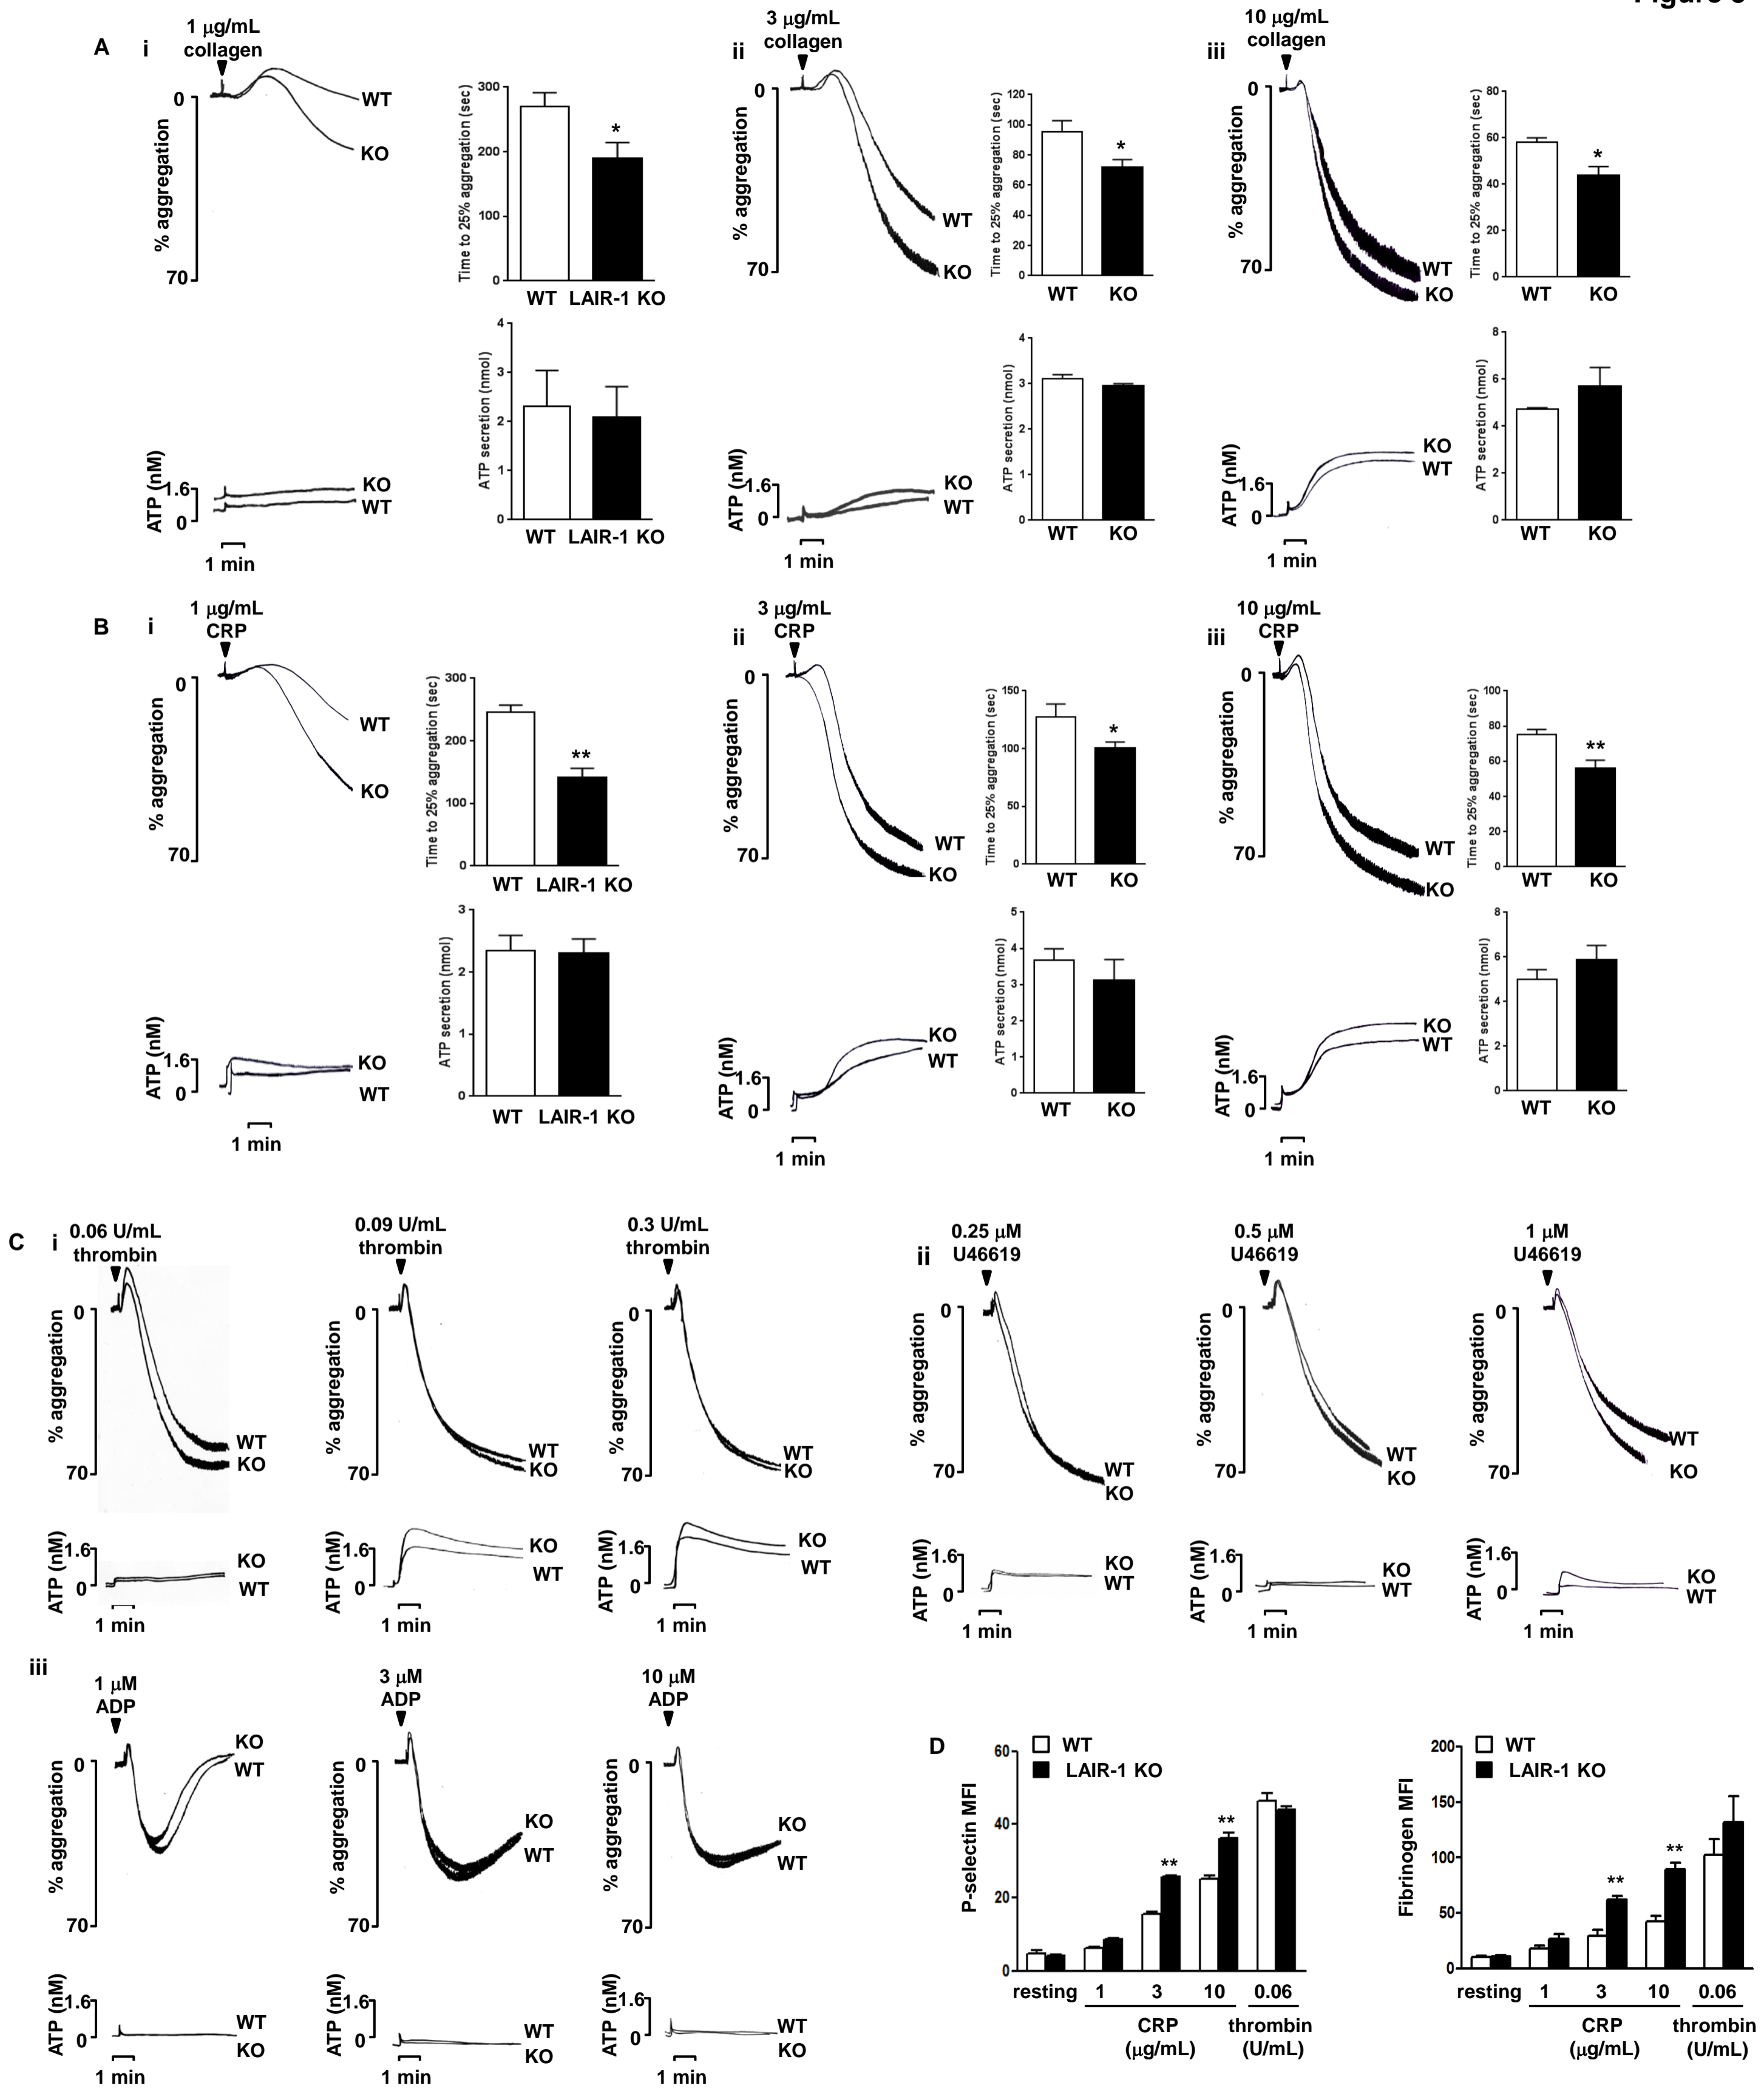 A
i
1 μg/mL
collagen
0
70
% aggregation
WT
KO
300
200
100
0
Time to 25% aggregation (sec)
*
WT LAIR-1 KO
4
3
2
1
0
ATP secretion (nmol)
WT LAIR-1 KO
ATP (nM)
1.6
0
KO
WT
1 min
ii
3 μg/mL
collagen
0
70
% aggregation
WT
KO
120
100
80
60
40
20
0
Time to 25% aggregation (sec)
*
WT KO
4
3
2
1
0
ATP secretion (nmol)
WT KO
ATP (nM)
1.6
0
KO
WT
1 min
iii
10 μg/mL
collagen
0
70
% aggregation
WT
KO
80
60
40
20
0
Time to 25% aggregation (sec)
*
WT KO
8
6
4
2
0
ATP secretion (nmol)
WT KO
ATP (nM)
1.6
0
KO
WT
1 min
B
i
1 μg/mL
CRP
0
70
% aggregation
WT
KO
300
200
100
0
Time to 25% aggregation (sec)
**
WT LAIR-1 KO
3
2
1
0
ATP secretion (nmol)
WT LAIR-1 KO
ATP (nM)
1.6
0
KO
WT
1 min
ii
3 μg/mL
CRP
0
70
% aggregation
WT
KO
150
100
50
0
Time to 25% aggregation (sec)
*
WT KO
5
4
3
2
1
0
ATP secretion (nmol)
WT KO
ATP (nM)
1.6
0
KO
WT
1 min
iii
10 μg/mL
CRP
0
70
% aggregation
WT
KO
100
80
60
40
20
0
Time to 25% aggregation (sec)
**
WT KO
8
6
4
2
0
ATP secretion (nmol)
WT KO
ATP (nM)
1.6
0
KO
WT
1 min
C
i
0.06 U/mL
thrombin
0
70
% aggregation
WT
KO
ATP (nM)
1.6
0
KO
WT
1 min
0.09 U/mL
thrombin
0
70
% aggregation
WT
KO
ATP (nM)
1.6
0
KO
WT
1 min
0.3 U/mL
thrombin
0
70
% aggregation
WT
KO
ATP (nM)
1.6
0
KO
WT
1 min
ii
0.25 μM
U46619
0
70
% aggregation
WT
KO
ATP (nM)
1.6
0
KO
WT
1 min
0.5 μM
U46619
0
70
% aggregation
WT
KO
ATP (nM)
1.6
0
KO
WT
1 min
1 μM
U46619
0
70
% aggregation
WT
KO
ATP (nM)
1.6
0
KO
WT
1 min
iii
1 μM
ADP
0
70
% aggregation
KO
WT
ATP (nM)
1.6
0
WT
KO
1 min
3 μM
ADP
0
70
% aggregation
KO
WT
ATP (nM)
1.6
0
WT
KO
1 min
10 μM
ADP
0
70
% aggregation
KO
WT
ATP (nM)
1.6
0
WT
KO
1 min
D
WT
LAIR-1 KO
60
40
20
0
P-selectin MFI
**
**
resting 1 3 10 0.06
CRP thrombin
(μg/mL) (U/mL)
WT
LAIR-1 KO
200
150
100
50
0
Fibrinogen MFI
**
**
resting 1 3 10 0.06
CRP thrombin
(μg/mL) (U/mL)